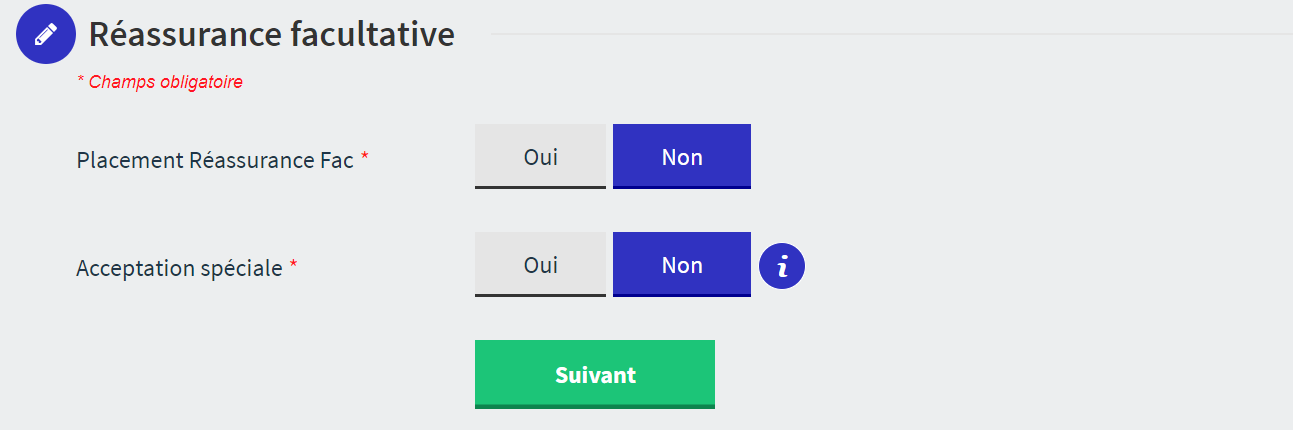 Réassurance facultative
* Champs obligatoire
Placement Réassurance Fac * Oui Non
Acceptation spéciale * Oui Non i
Suivant